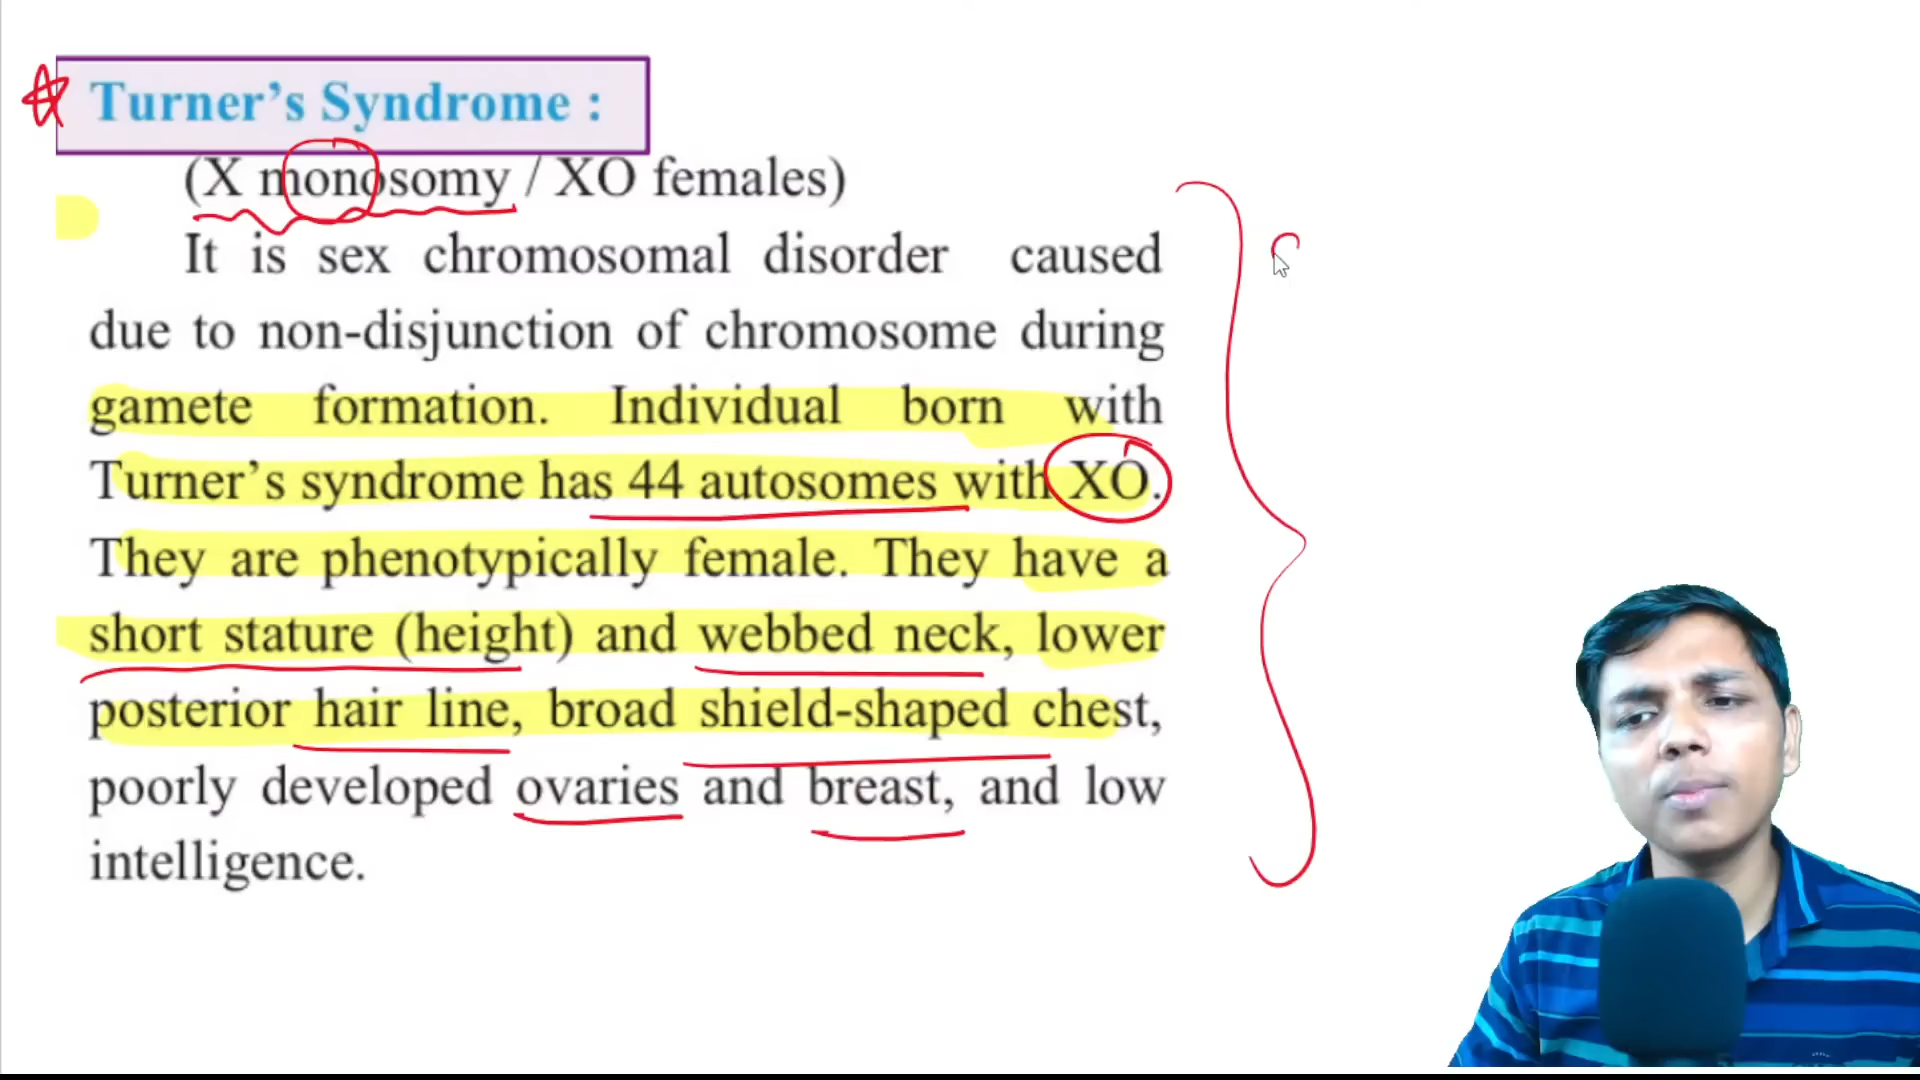 Turner's Syndrome :
(X monosomy / XO females)
It is sex chromosomal disorder caused
due to non-disjunction of chromosome during
gamete formation. Individual born with
Turner's syndrome has 44 autosomes with XO.
They are phenotypically female. They have a
short stature (height) and webbed neck, lower
posterior hair line, broad shield-shaped chest,
poorly developed ovaries and breast, and low
intelligence.